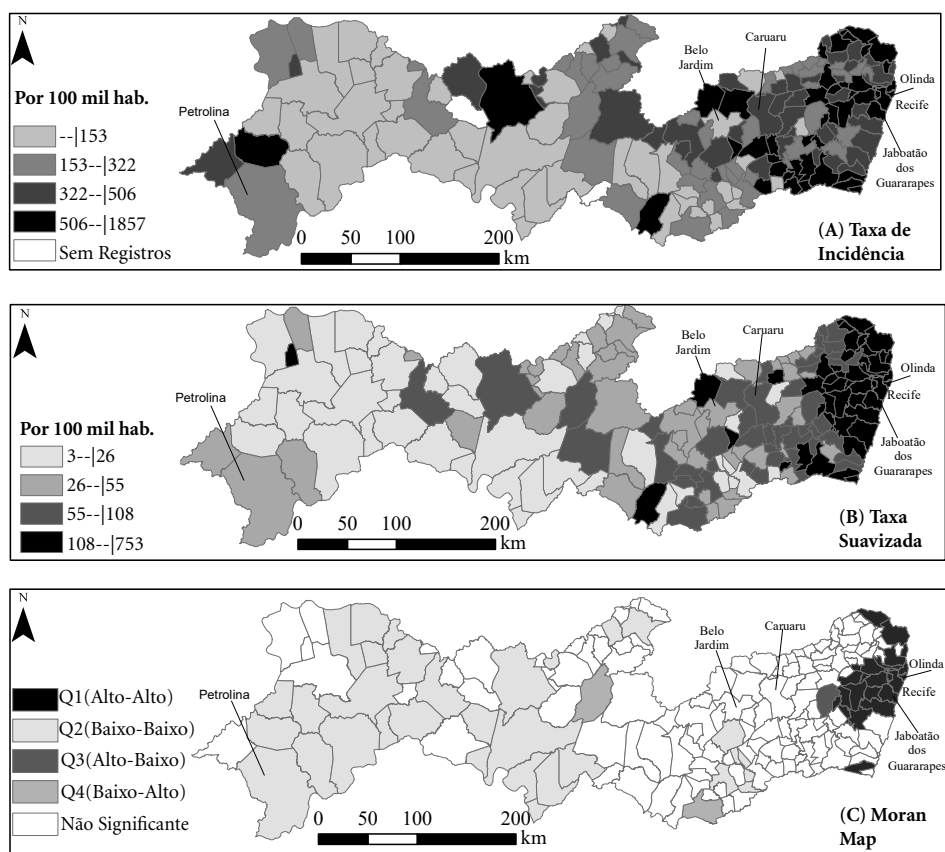 N
Por 100 mil hab.
--|153
153--|322
322--|506
506--|1857
Sem Registros
Petrolina
Belo
Jardim
Caruaru
Olinda
Recife
Jaboatão
dos
Guararapes
0 50 100 200
km
(A) Taxa de
Incidência
N
Por 100 mil hab.
3--|26
26--|55
55--|108
108--|753
Petrolina
Belo
Jardim
Caruaru
Olinda
Recife
Jaboatão
dos
Guararapes
0 50 100 200
km
(B) Taxa
Suavizada
N
Q1(Alto-Alto)
Q2(Baixo-Baixo)
Q3(Alto-Baixo)
Q4(Baixo-Alto)
Não Significante
Petrolina
Belo
Jardim
Caruaru
Olinda
Recife
Jaboatão
dos
Guararapes
0 50 100 200
km
(C) Moran
Map